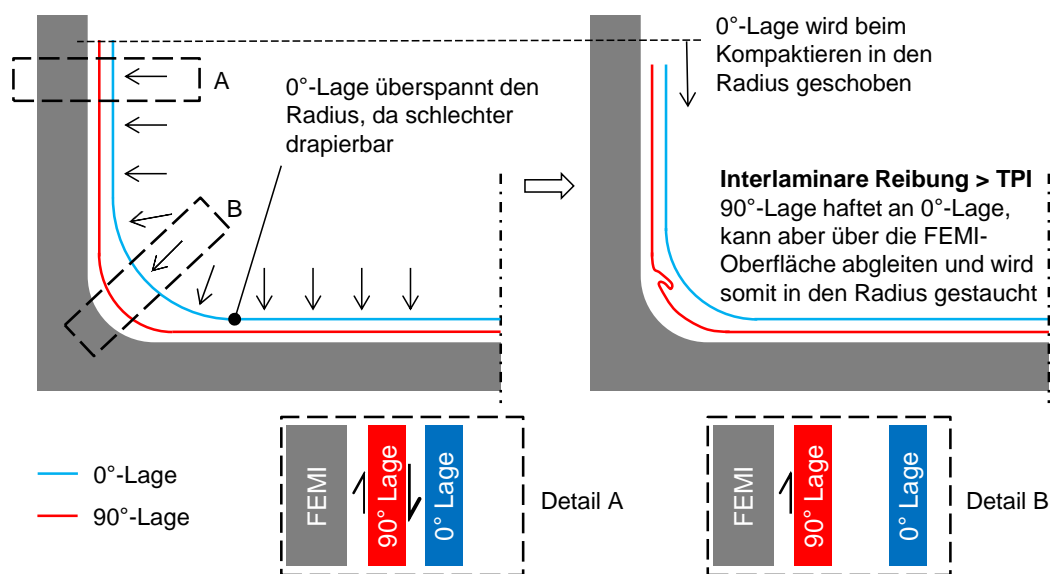 A
0°-Lage überspannt den
Radius, da schlechter
drapierbar
B
0°-Lage wird beim
Kompaktieren in den
Radius geschoben
Interlaminare Reibung > TPI
90°-Lage haftet an 0°-Lage,
kann aber über die FEMI-
Oberfläche abgleiten und wird
somit in den Radius gestaucht
0°-Lage
90°-Lage
FEMI
90° Lage
0° Lage
Detail A
FEMI
90° Lage
0° Lage
Detail B